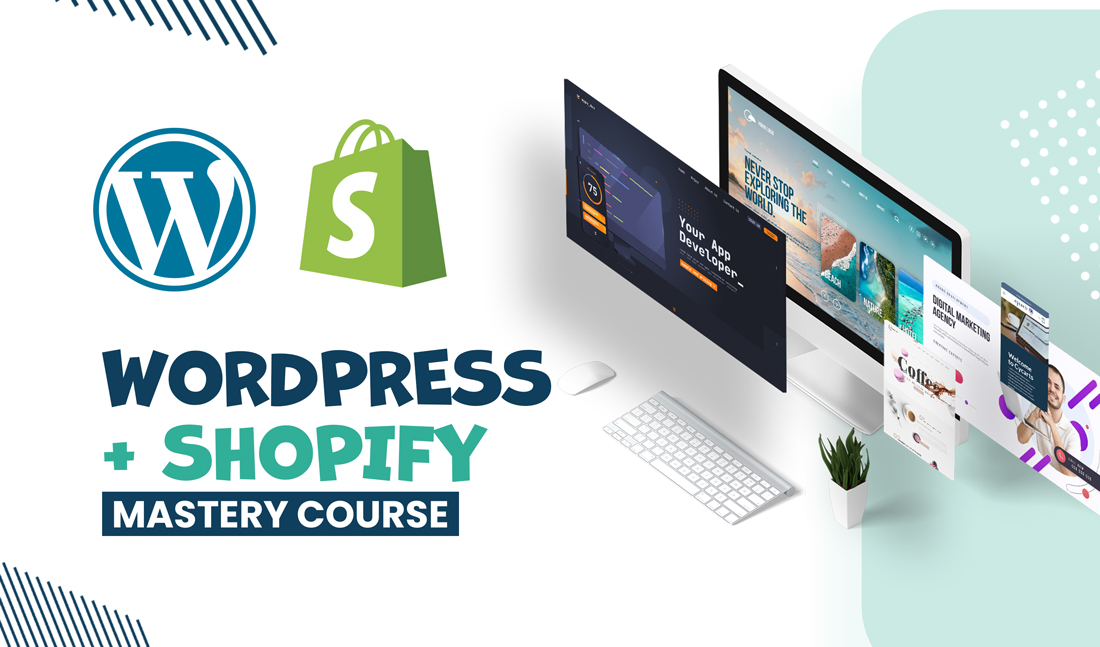 WORDPRESS
+ SHOPIFY
MASTERY COURSE
75
Your App
Developer
NEVER STOP
EXPLORING THE
WORLD.
BEACH
NATURE
DIGITAL MARKETING
AGENCY
Coffee
Welcome
to Cycarts